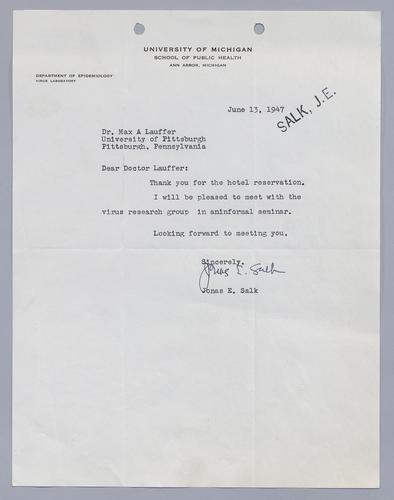 UNIVERSITY OF MICHIGAN
SCHOOL OF PUBLIC HEALTH
ANN ARBOR, MICHIGAN
DEPARTMENT OF EPIDEMIOLOGY
VIRUS LABORATORY
June 13, 1947
SALK, J.E.
Dr. Max A Lauffer
University of Pittsburgh
Pittsburgh, Pennsylvania
Dear Doctor Lauffer:
Thank you for the hotel reservation.
I will be pleased to meet with the
virus research group in aninformal seminar.
Looking forward to meeting you.
Sincerely,
Jonas E. Salk
Jonas E. Salk